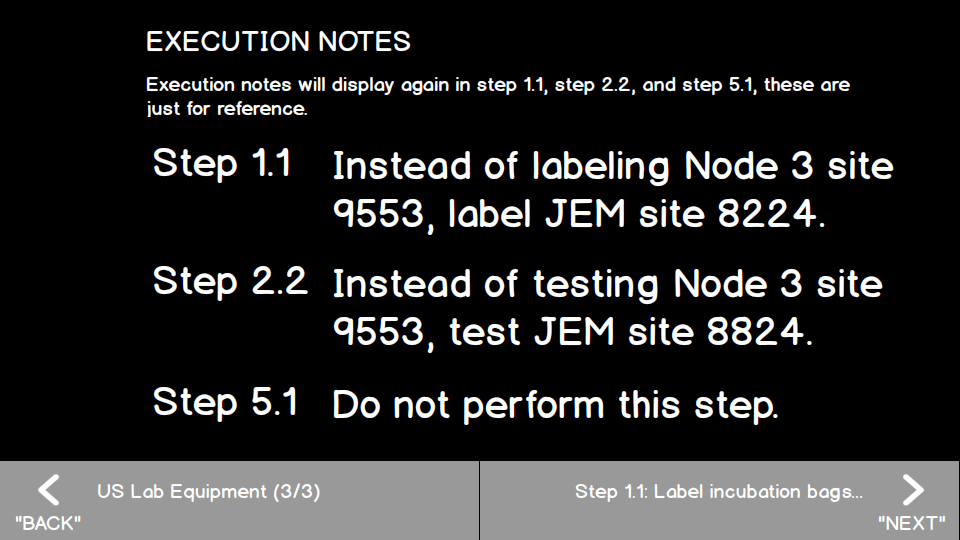 EXECUTION NOTES
Execution notes will display again in step 1.1, step 2.2, and step 5.1, these are
just for reference.
Step 1.1
Instead of labeling Node 3 site
9553, label JEM site 8224.
Step 2.2
Instead of testing Node 3 site
9553, test JEM site 8824.
Step 5.1
Do not perform this step.
US Lab Equipment (3/3)
"BACK"
Step 1.1: Label incubation bags...
"NEXT"